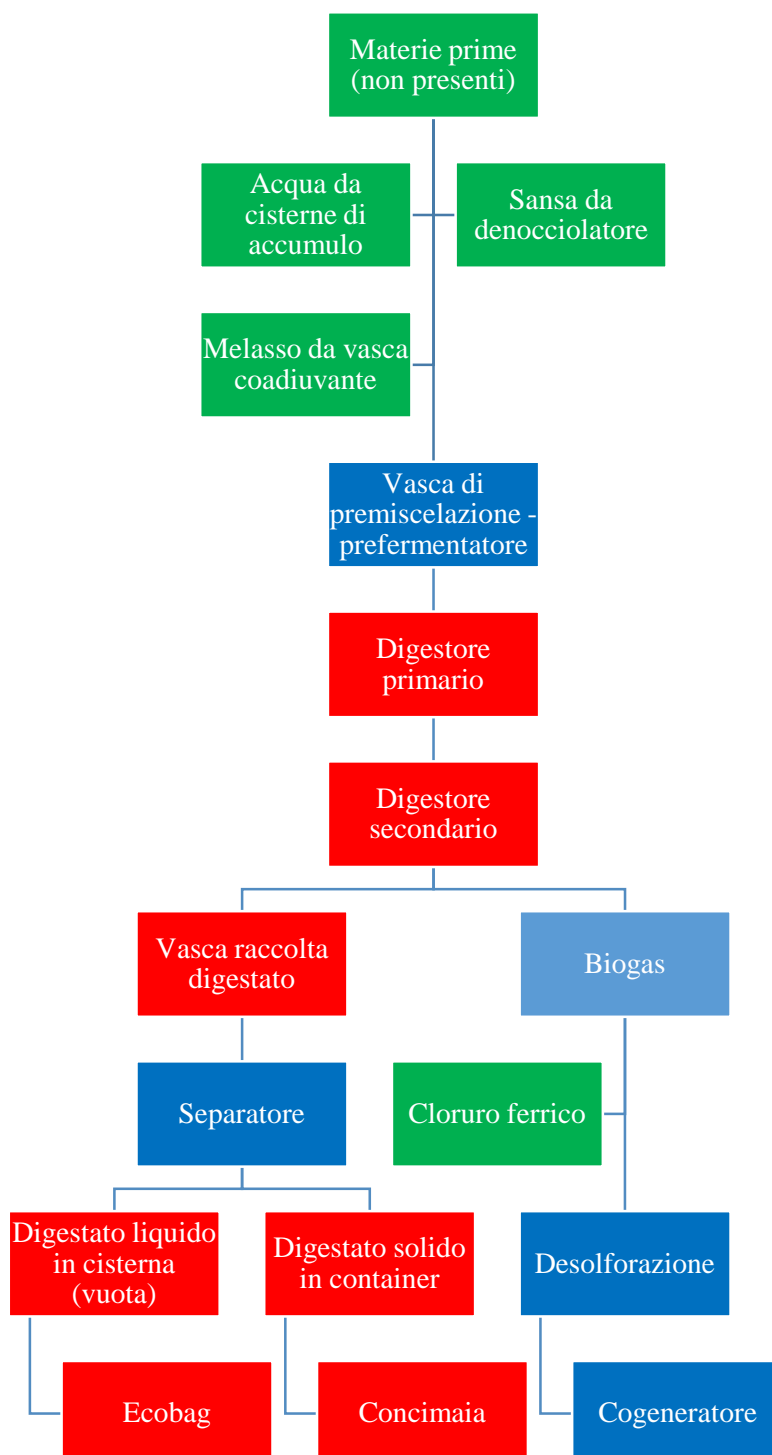 Materie prime
(non presenti)
Acqua da
cisterne di
accumulo
Sansa da
denocciolatore
Melasso da vasca
coadiuvante
Vasca di
premiscelazione -
prefermentatore
Digestore
primario
Digestore
secondario
Vasca raccolta
digestato
Biogas
Separatore
Cloruro ferrico
Digestato liquido
in cisterna
(vuota)
Digestato solido
in container
Desolforazione
Ecobag
Concimaia
Cogeneratore